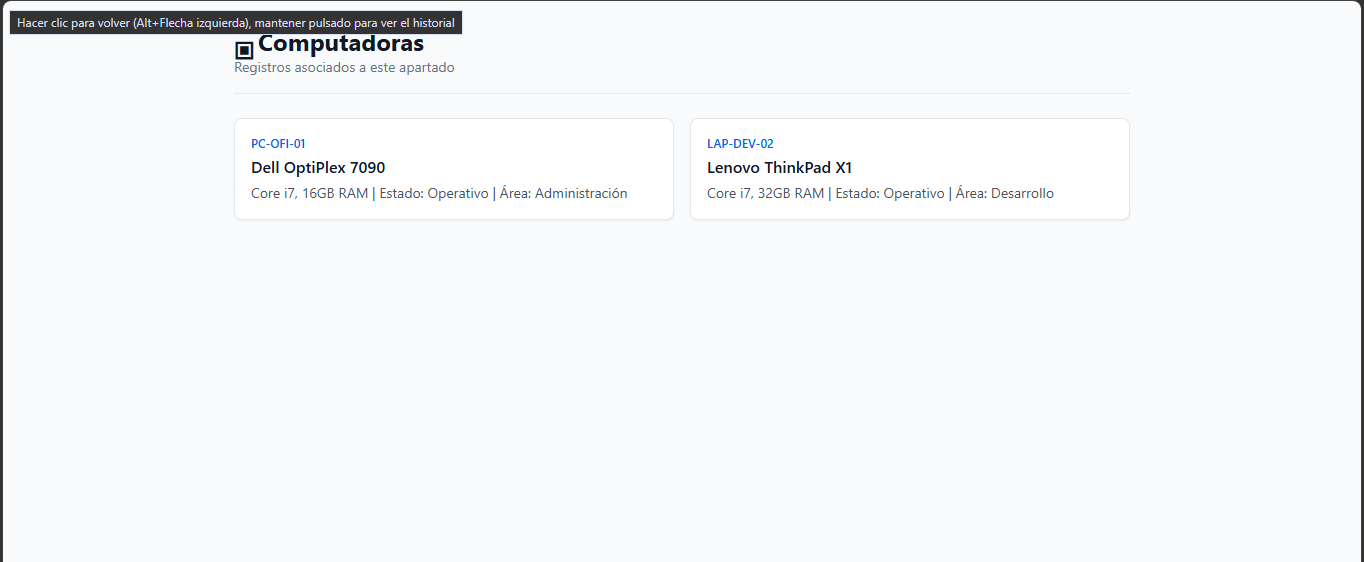 Hacer clic para volver (Alt+Flecha izquierda), mantener pulsado para ver el historial
Computadoras
Registros asociados a este apartado
PC-OFI-01
Dell OptiPlex 7090
Core i7, 16GB RAM | Estado: Operativo | Área: Administración
LAP-DEV-02
Lenovo ThinkPad X1
Core i7, 32GB RAM | Estado: Operativo | Área: Desarrollo